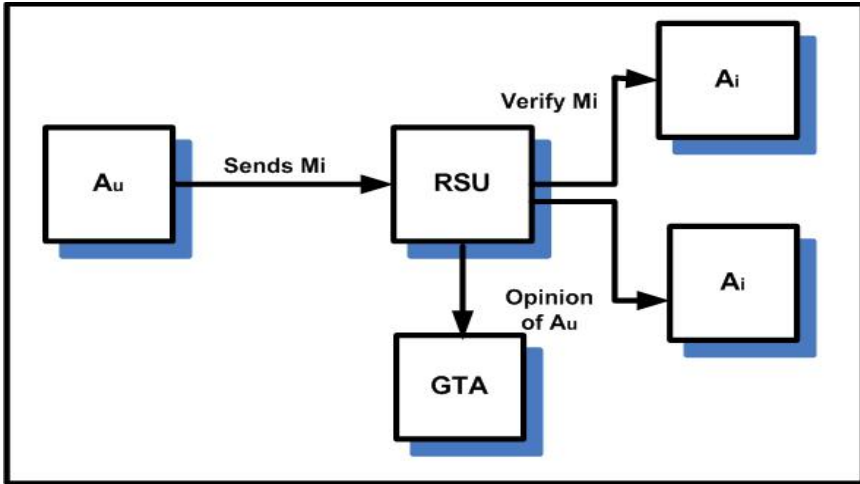 Ai
Verify Mi
Au
Sends Mi
RSU
Ai
Opinion
of Au
GTA